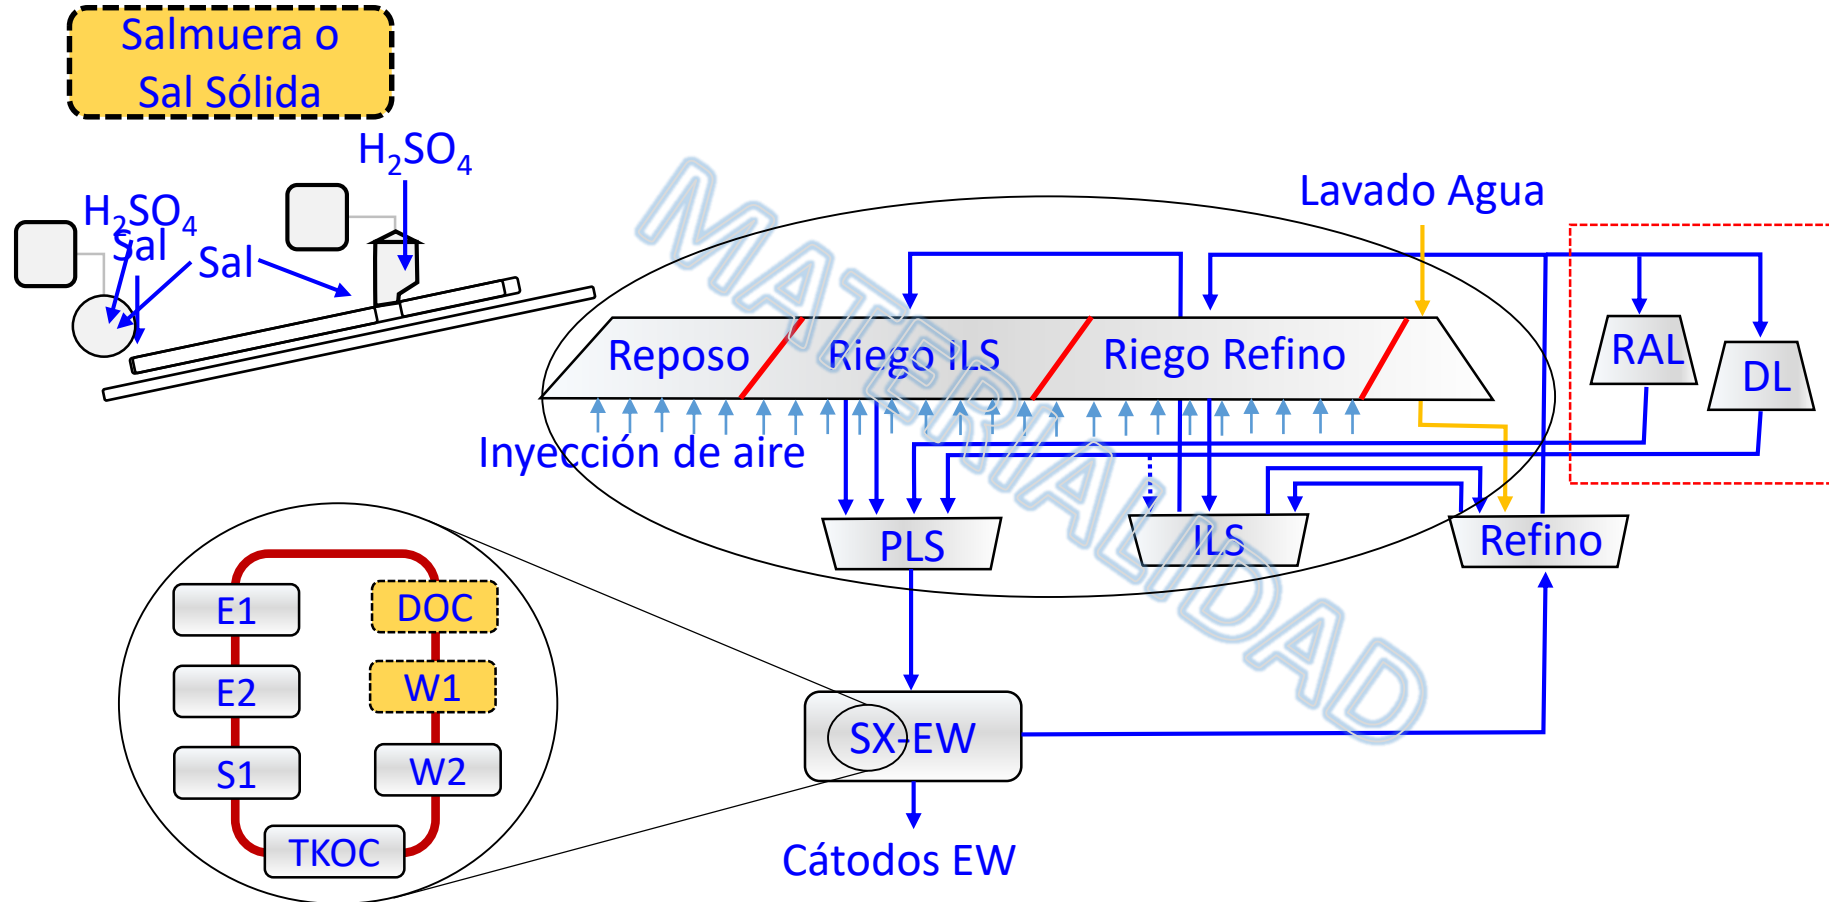 Salmuera o
Sal Sólida
H2SO4
H2SO4
Sal
Sal
Lavado Agua
Reposo
Riego ILS
Riego Refino
RAL
DL
Inyección de aire
PLS
ILS
Refino
MATERIALIDAD
E1
DOC
E2
W1
S1
W2
TKOC
SX-EW
Cátodos EW